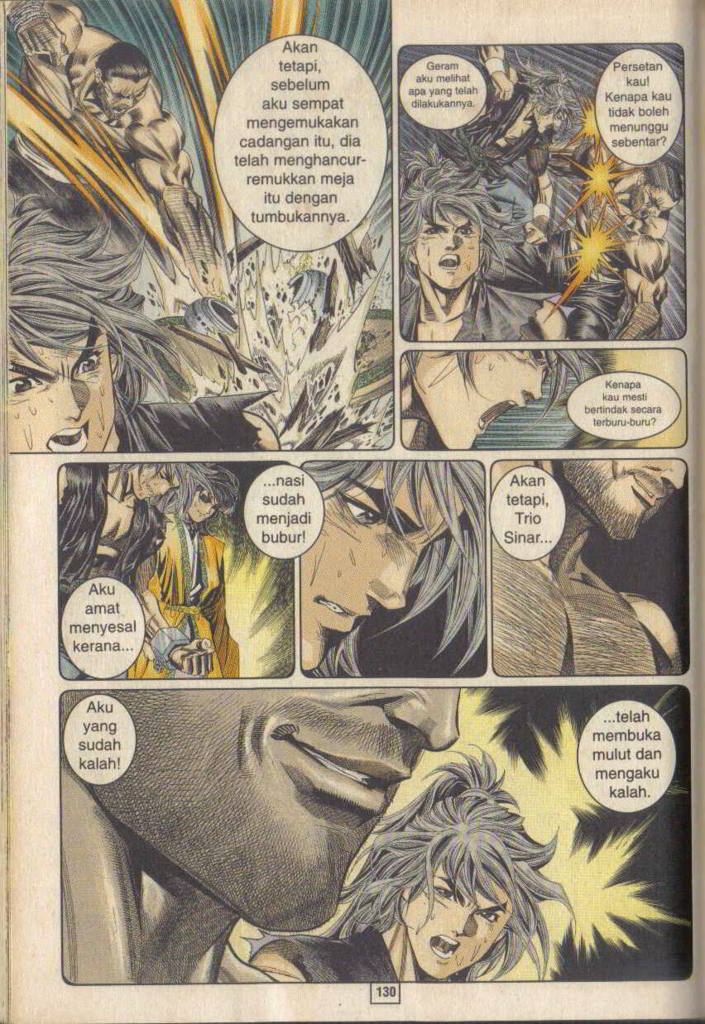 Akan
tetapi,
sebelum
aku sempat
mengemukakan
cadangan itu, dia
telah menghancur-
remukkan meja
itu dengan
tumbukannya.
Geram
aku melihat
apa yang telah
dilakukannya.
Persetan
kau!
Kenapa kau
tidak boleh
menunggu
sebentar?
Kenapa
kau mesti
bertindak secara
terburu-buru?
Aku
amat
menyesal
kerana...
...nasi
sudah
menjadi
bubur!
Akan
tetapi,
Trio
Sinar...
Aku
yang
sudah
kalah!
...telah
membuka
mulut dan
mengaku
kalah.
130